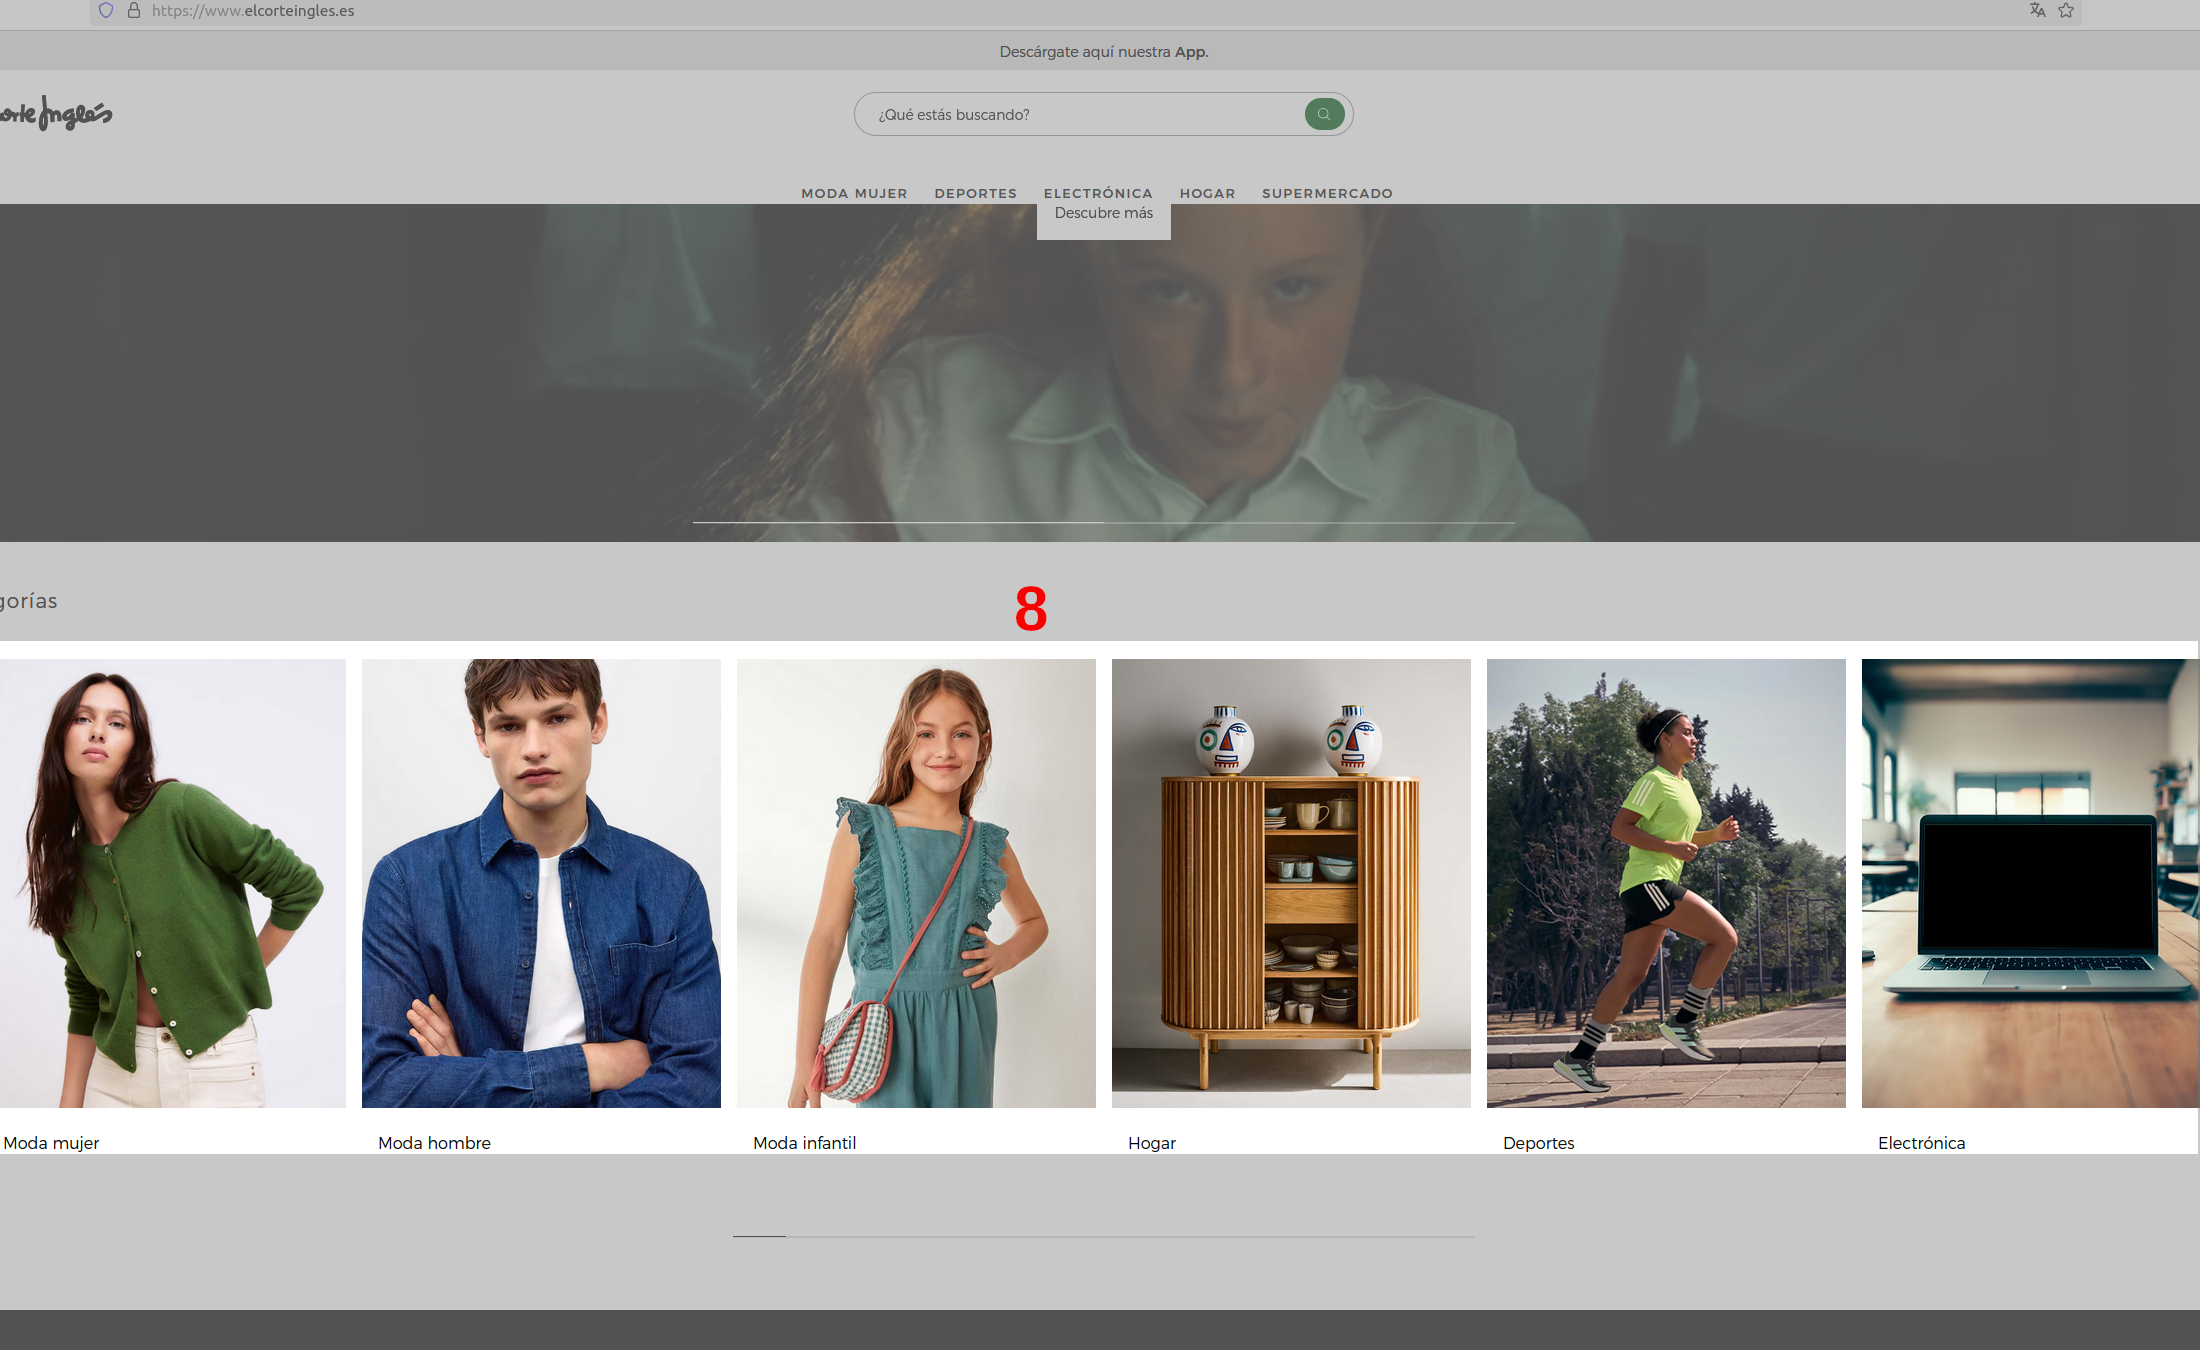 https://www.elcorteingles.es
Descárgate aquí nuestra App.
orte Inglés
¿Qué estás buscando?
MODA MUJER DEPORTES ELECTRÓNICA HOGAR SUPERMERCADO
Descubre más
gorías
8
Moda mujer
Moda hombre
Moda infantil
Hogar
Deportes
Electrónica